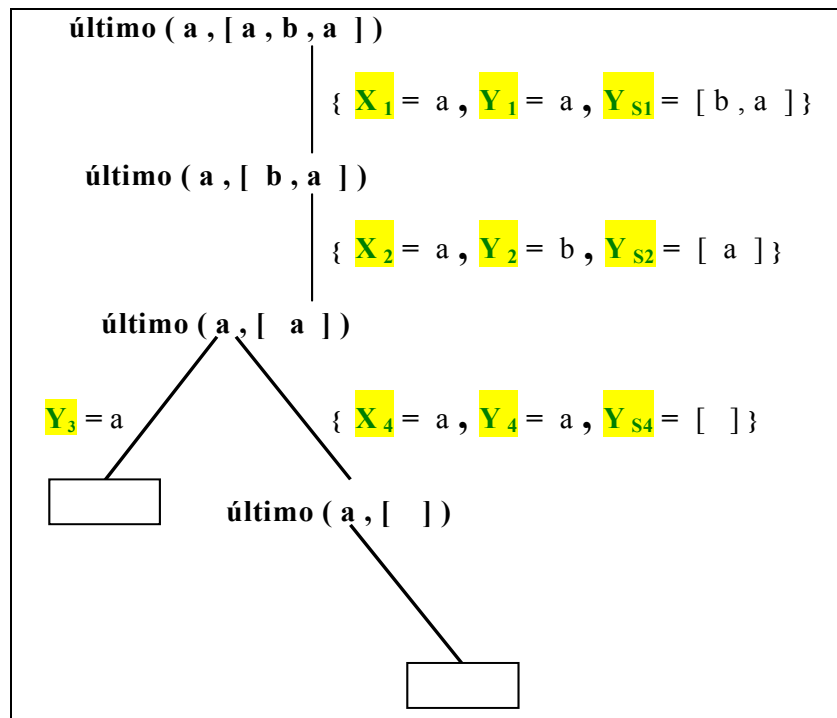 último ( a , [ a , b , a ] )
{ X 1 = a , Y 1 = a , Y S1 = [ b , a ] }
último ( a , [ b , a ] )
{ X 2 = a , Y 2 = b , Y S2 = [ a ] }
último ( a , [ a ] )
Y 3 = a { X 4 = a , Y 4 = a , Y S4 = [ ] }
último ( a , [ ] )